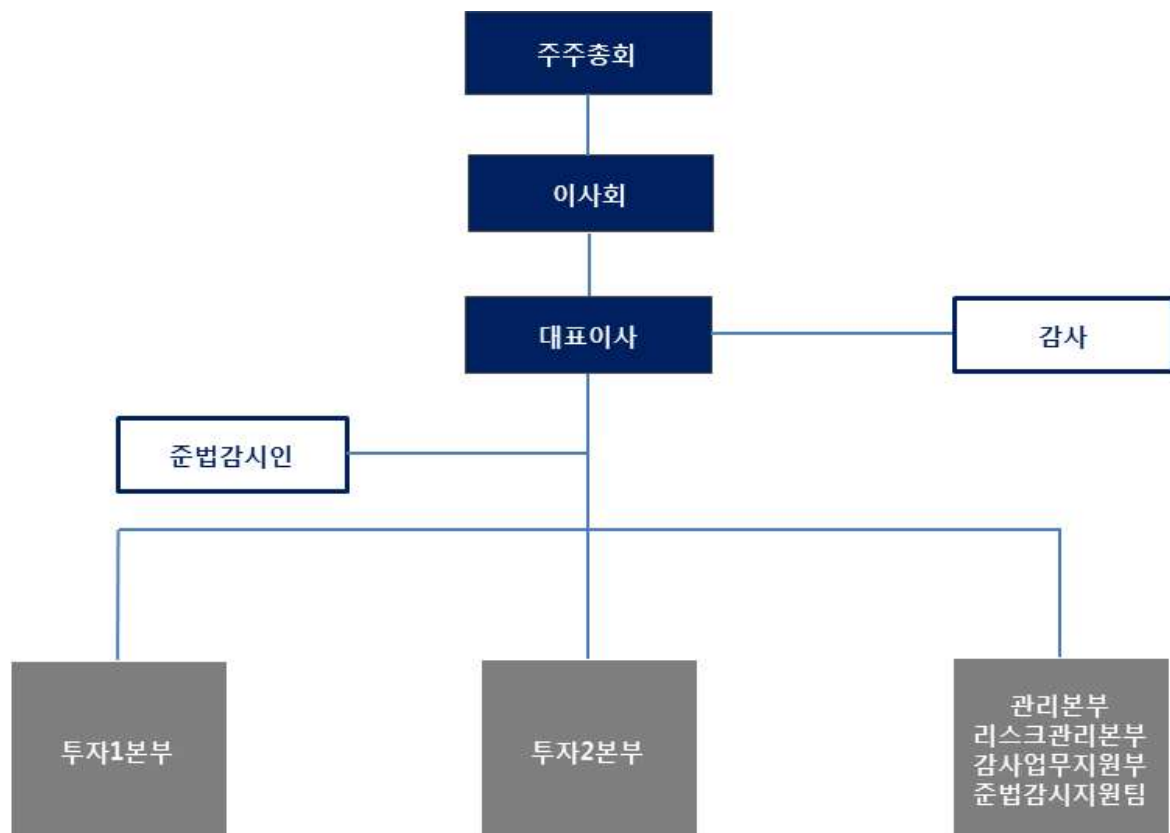 주주총회
이사회
대표이사
감사
준법감시인
투자1본부
투자2본부
관리본부
리스크관리본부
감사업무지원부
준법감시지원팀